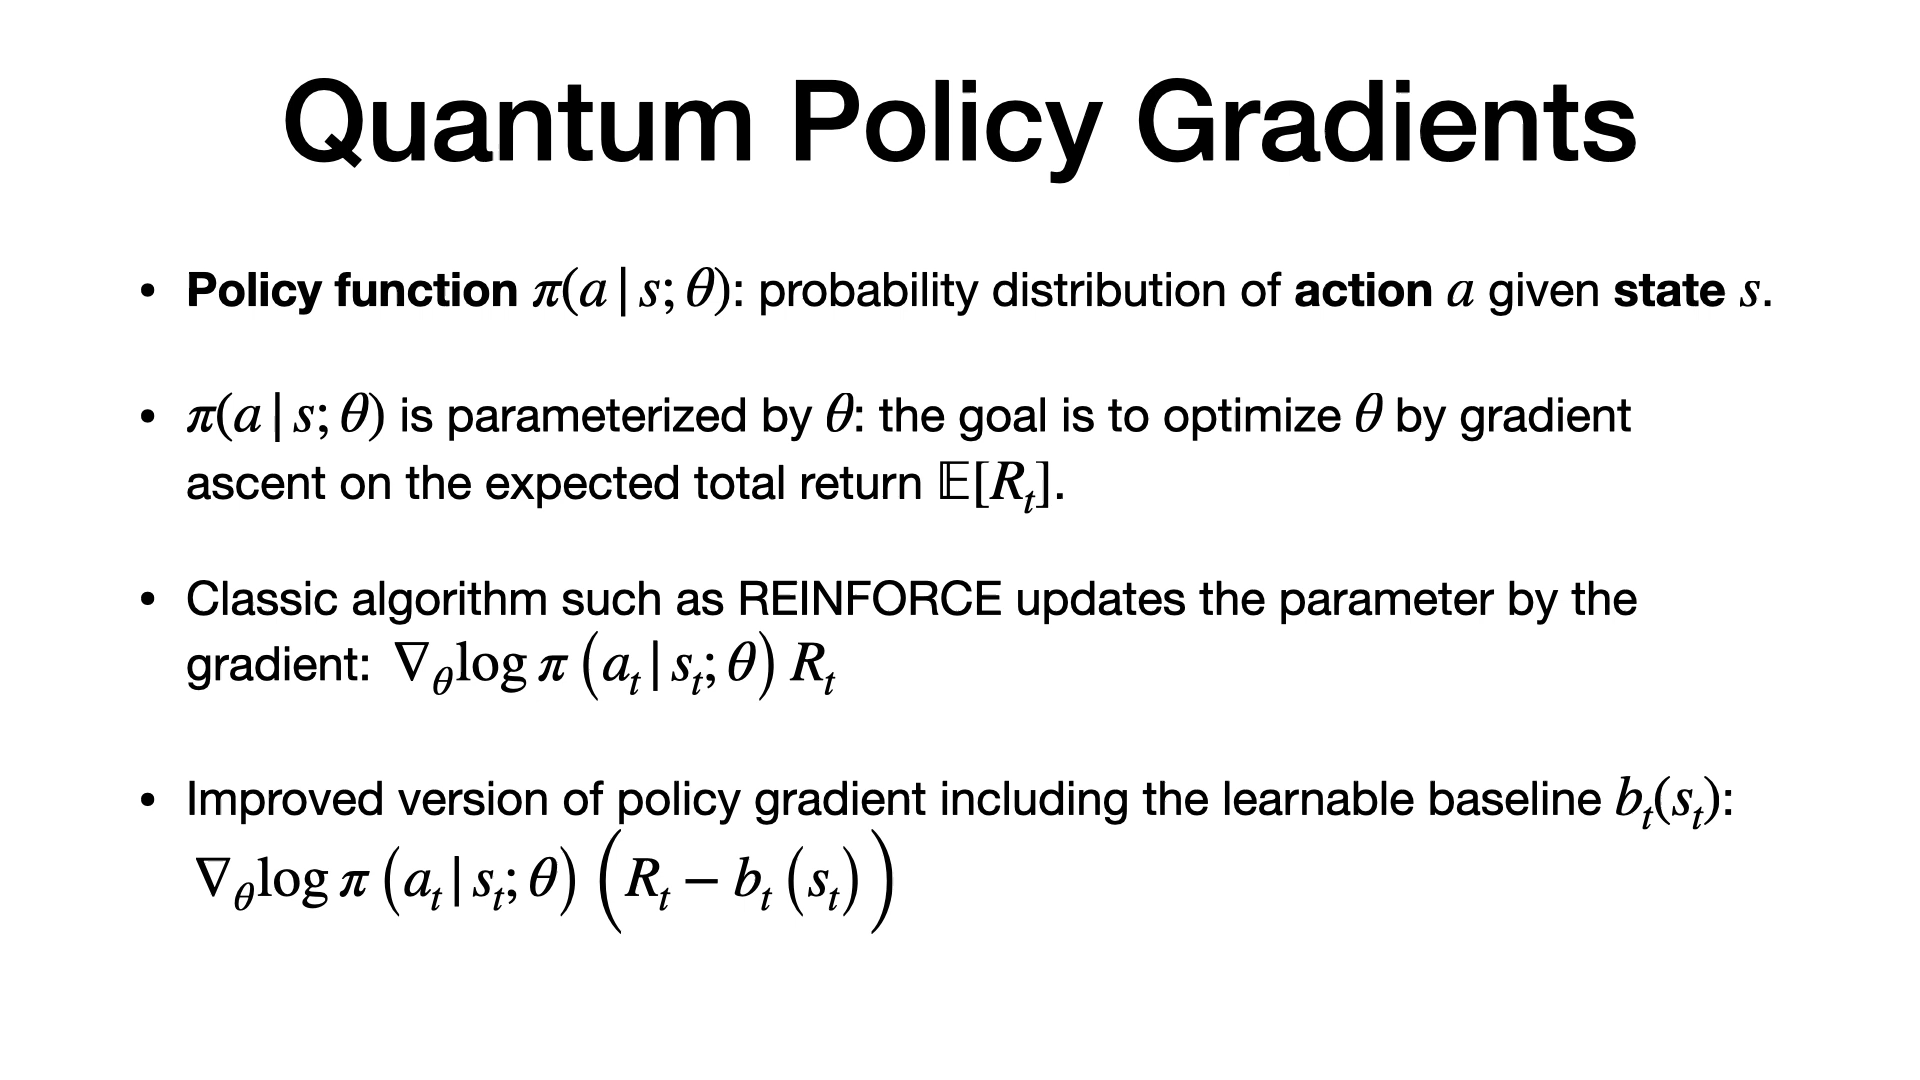 Quantum Policy Gradients
• Policy function π(a | s; θ): probability distribution of action a given state s.
• π(a | s; θ) is parameterized by θ: the goal is to optimize θ by gradient
ascent on the expected total return 𝔼[R_t].
• Classic algorithm such as REINFORCE updates the parameter by the
gradient: ∇_θ log π (a_t | s_t; θ) R_t
• Improved version of policy gradient including the learnable baseline b_t(s_t):
∇_θ log π (a_t | s_t; θ) (R_t − b_t (s_t))